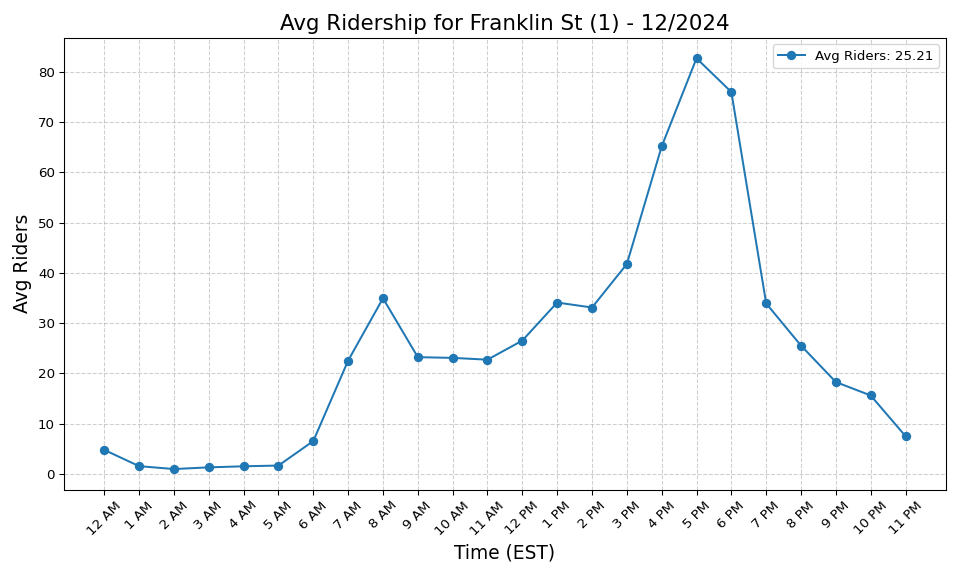 Avg Ridership for Franklin St (1) - 12/2024
Avg Riders: 25.21
Avg Riders
80
70
60
50
40
30
20
10
0
12 AM
1 AM
2 AM
3 AM
4 AM
5 AM
6 AM
7 AM
8 AM
9 AM
10 AM
11 AM
12 PM
1 PM
2 PM
3 PM
4 PM
5 PM
6 PM
7 PM
8 PM
9 PM
10 PM
11 PM
Time (EST)